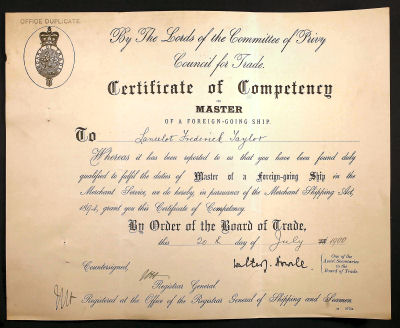 OFFICE DUPLICATE.
By The Lords of the Committee of Privy
Council for Trade.
Certificate of Competency
AS
MASTER
OF A FOREIGN-GOING SHIP.
To Lancelot Frederick Taylor
Whereas it has been reported to us that you have been found duly
qualified to fulfil the duties of Master of a Foreign-going Ship in the
Merchant Service, we do hereby, in pursuance of the Merchant Shipping Act,
1894, grant you this Certificate of Competency.
By Order of the Board of Trade,
this 20th day of July 1900
Countersigned,
One of the
Asst. Secretaries
to the
Board of Trade.
Registrar General
Registered at the Office of the Registrar General of Shipping and Seamen.